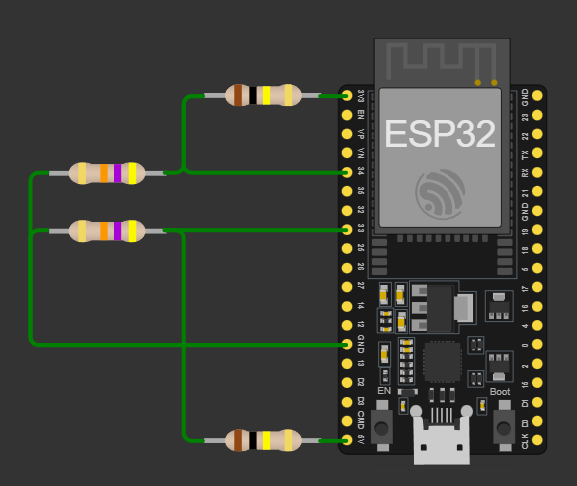 ESP32
3V3
EN
VP
VN
34
35
32
33
25
26
27
14
12
GND
13
D2
D3
CMD
5V
GND
23
22
TX
RX
21
GND
19
18
5
17
16
4
0
2
15
D1
D0
CLK
EN
Boot